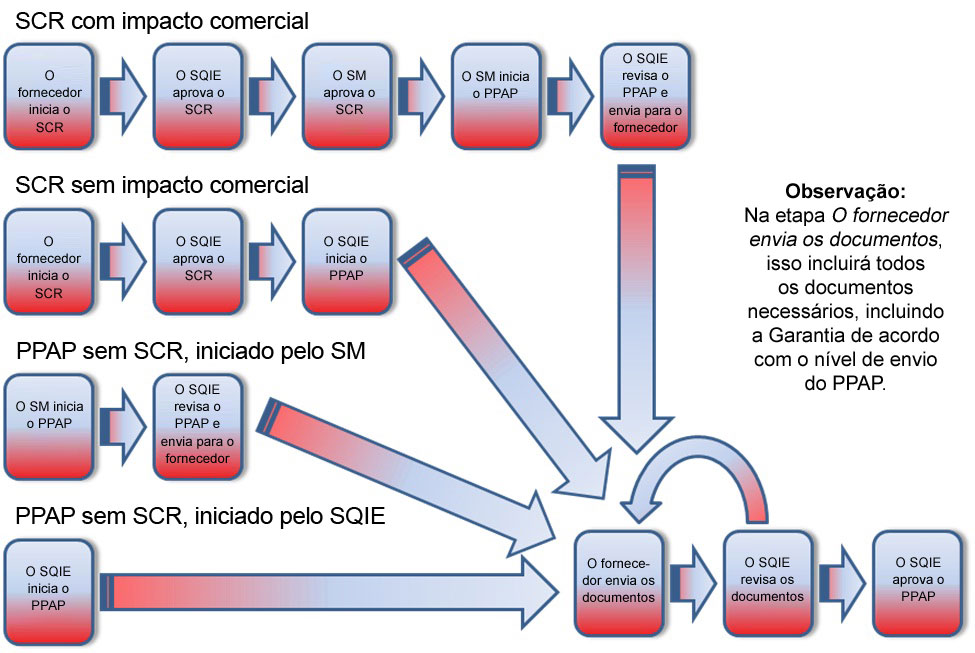 SCR com impacto comercial
O
fornecedor
inicia o
SCR
O SQIE
aprova o
SCR
O SM
aprova o
SCR
O SM inicia
o PPAP
O SQIE
revisa o
PPAP e
envia para o
fornecedor
SCR sem impacto comercial
O
fornecedor
inicia o
SCR
O SQIE
aprova o
SCR
O SQIE
inicia o
PPAP
Observação:
Na etapa O fornecedor
envia os documentos,
isso incluirá todos
os documentos
necessários, incluindo
a Garantia de acordo
com o nível de envio
do PPAP.
PPAP sem SCR, iniciado pelo SM
O SM inicia
o PPAP
O SQIE
revisa o
PPAP e
envia para o
fornecedor
PPAP sem SCR, iniciado pelo SQIE
O SQIE
inicia o
PPAP
O fornece-
dor envia os
documentos
O SQIE
revisa os
documentos
O SQIE
aprova o
PPAP